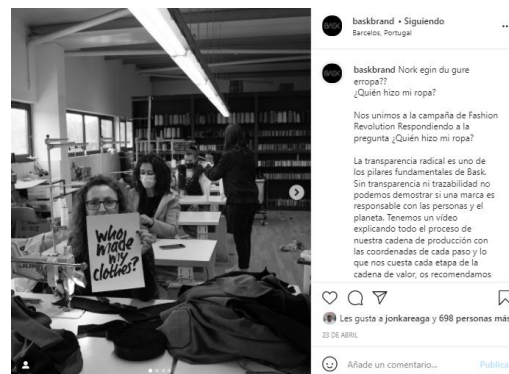 who
made
my
clothes?
BASK
baskbrand • Siguiendo
Barcelos, Portugal
BASK
baskbrand Nork egin du gure
erropa??
¿Quién hizo mi ropa?
Nos unimos a la campaña de Fashion
Revolution Respondiendo a la
pregunta ¿Quién hizo mi ropa?
La transparencia radical es uno de
los pilares fundamentales de Bask.
Sin transparencia ni trazabilidad no
podemos demostrar si una marca es
responsable con las personas y el
planeta. Tenemos un vídeo
explicando todo el proceso de
nuestra cadena de producción con
las coordenadas de cada paso y lo
que nos cuesta cada etapa de la
cadena de valor, os recomendamos
Les gusta a jonkareaga y 698 personas más
23 DE ABRIL
Añade un comentario... Publica